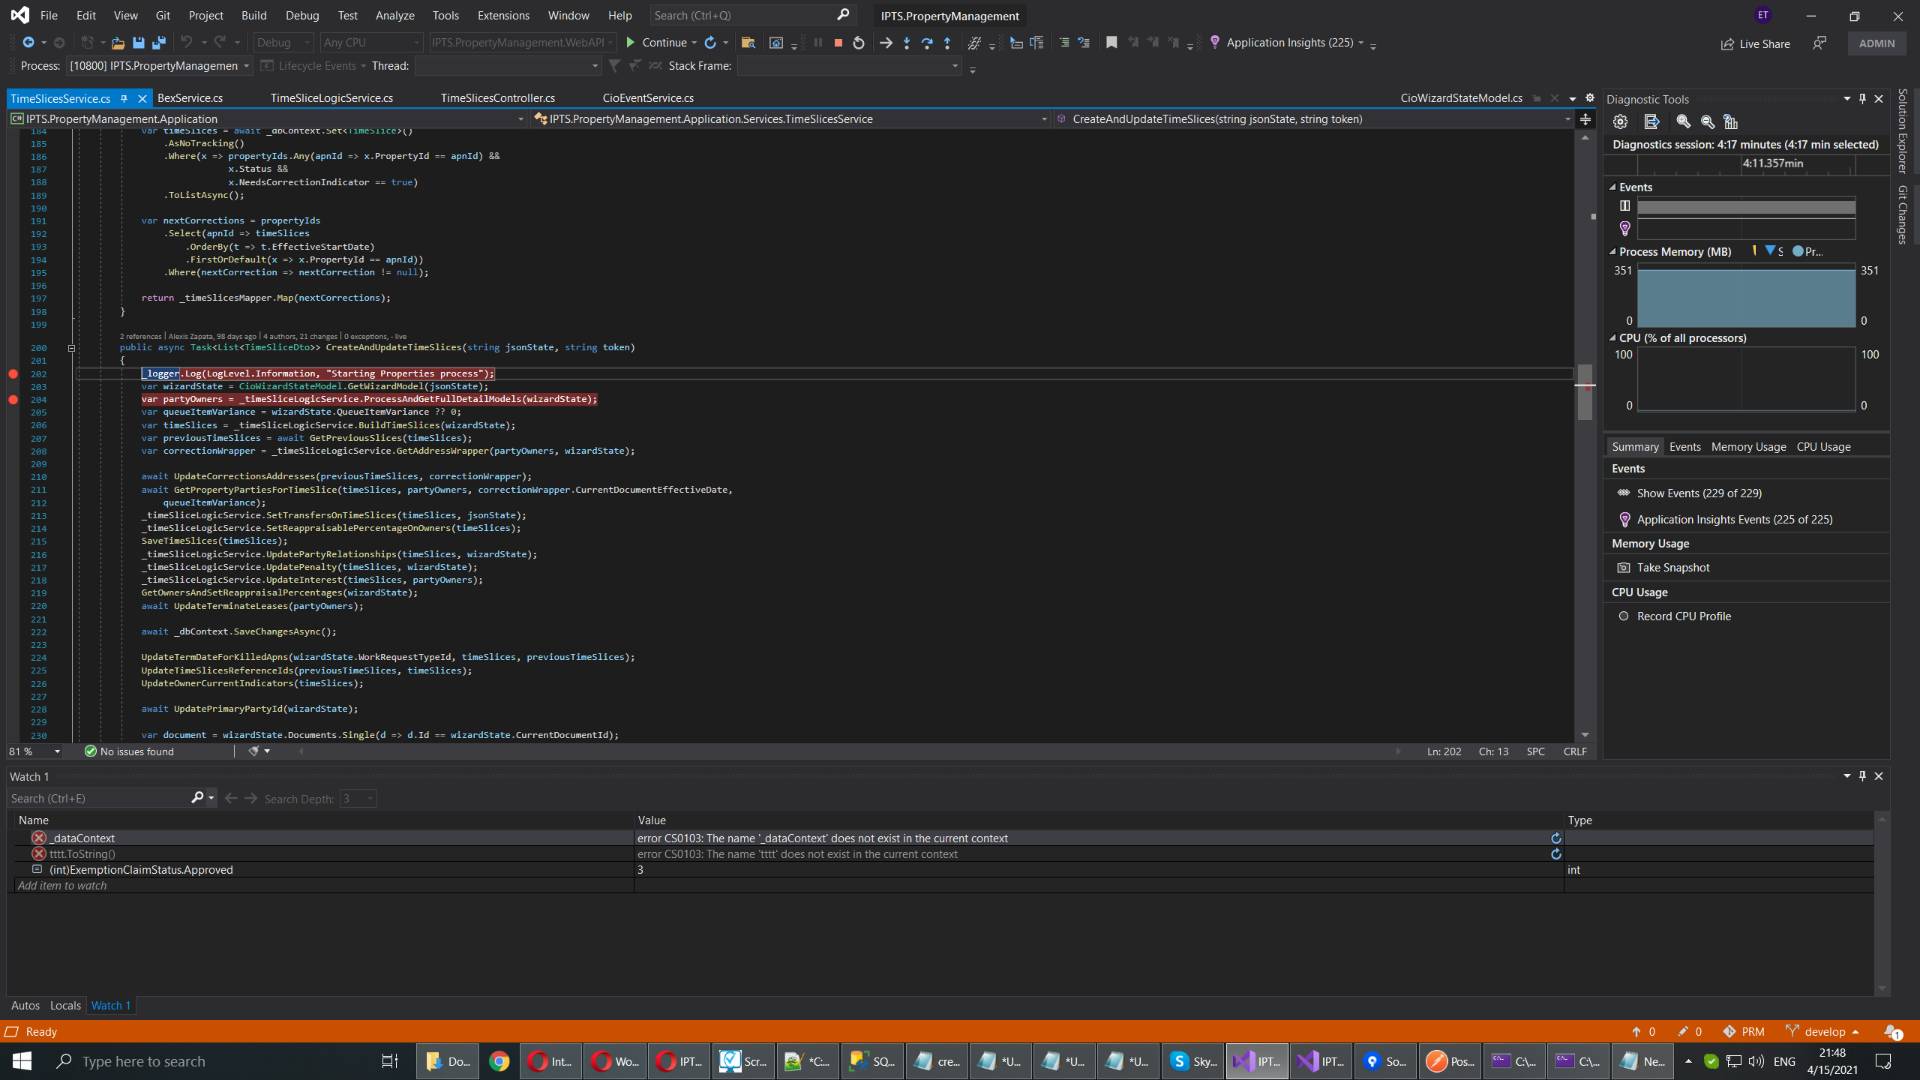 File Edit View Git Project Build Debug Test Analyze Tools Extensions Window Help Search (Ctrl+Q) IPTS.PropertyManagement ET
Debug Any CPU IPTS.PropertyManagement.WebAPI Continue Application Insights (225) Live Share ADMIN
Process: [10800] IPTS.PropertyManagemen Lifecycle Events Thread: Stack Frame:
TimeSlicesService.cs BexService.cs TimeSliceLogicService.cs TimeSlicesController.cs CioEventService.cs CioWizardStateModel.cs
IPTS.PropertyManagement.Application IPTS.PropertyManagement.Application.Services.TimeSlicesService CreateAndUpdateTimeSlices(string jsonState, string token)
184 var timeSlices = await _dbContext.Set<TimeSlice>()
185 .AsNoTracking()
186 .Where(x => propertyIds.Any(apnId => x.PropertyId == apnId) &&
187 x.Status &&
188 x.NeedsCorrectionIndicator == true)
189 .ToListAsync();
190
191 var nextCorrections = propertyIds
192 .Select(apnId => timeSlices
193 .OrderBy(t => t.EffectiveStartDate)
194 .FirstOrDefault(x => x.PropertyId == apnId))
195 .Where(nextCorrection => nextCorrection != null);
196
197 return _timeSlicesMapper.Map(nextCorrections);
198 }
199
2 references | Alexis Zapata, 98 days ago | 4 authors, 21 changes | 0 exceptions, - live
200 public async Task<List<TimeSliceDto>> CreateAndUpdateTimeSlices(string jsonState, string token)
201 {
202 _logger.Log(LogLevel.Information, "Starting Properties process");
203 var wizardState = CioWizardStateModel.GetWizardModel(jsonState);
204 var partyOwners = _timeSliceLogicService.ProcessAndGetFullDetailModels(wizardState);
205 var queueItemVariance = wizardState.QueueItemVariance ?? 0;
206 var timeSlices = _timeSliceLogicService.BuildTimeSlices(wizardState);
207 var previousTimeSlices = await GetPreviousSlices(timeSlices);
208 var correctionWrapper = _timeSliceLogicService.GetAddressWrapper(partyOwners, wizardState);
209
210 await UpdateCorrectionsAddresses(previousTimeSlices, correctionWrapper);
211 await GetPropertyPartiesForTimeSlice(timeSlices, partyOwners, correctionWrapper.CurrentDocumentEffectiveDate,
212 queueItemVariance);
213 _timeSliceLogicService.SetTransfersOnTimeSlices(timeSlices, jsonState);
214 _timeSliceLogicService.SetReappraisablePercentageOnOwners(timeSlices);
215 SaveTimeSlices(timeSlices);
216 _timeSliceLogicService.UpdatePartyRelationships(timeSlices, wizardState);
217 _timeSliceLogicService.UpdatePenalty(timeSlices, wizardState);
218 _timeSliceLogicService.UpdateInterest(timeSlices, partyOwners);
219 GetOwnersAndSetReappraisalPercentages(wizardState);
220 await UpdateTerminateLeases(partyOwners);
221
222 await _dbContext.SaveChangesAsync();
223
224 UpdateTermDateForKilledApns(wizardState.WorkRequestTypeId, timeSlices, previousTimeSlices);
225 UpdateTimeSlicesReferenceIds(previousTimeSlices, timeSlices);
226 UpdateOwnerCurrentIndicators(timeSlices);
227
228 await UpdatePrimaryPartyId(wizardState);
229
230 var document = wizardState.Documents.Single(d => d.Id == wizardState.CurrentDocumentId);
81 % No issues found Ln: 202 Ch: 13 SPC CRLF
Diagnostic Tools
Diagnostics session: 4:17 minutes (4:17 min selected)
4:11.357min
Events
Process Memory (MB) S Pr...
351 351
0 0
CPU (% of all processors)
100 100
0 0
Summary Events Memory Usage CPU Usage
Events
Show Events (229 of 229)
Application Insights Events (225 of 225)
Memory Usage
Take Snapshot
CPU Usage
Record CPU Profile
Solution Explorer
Git Changes
Watch 1
Search (Ctrl+E) Search Depth: 3
Name Value Type
_dataContext error CS0103: The name '_dataContext' does not exist in the current context
tttt.ToString() error CS0103: The name 'tttt' does not exist in the current context
(int)ExemptionClaimStatus.Approved 3 int
Add item to watch
Autos Locals Watch 1
Ready 0 0 PRM develop 1
Type here to search Do... Int... Wo... IPT... Scr... *C... SQ... cre... *U... *U... *U... Sky... IPT... IPT... So... Pos... C:\... C:\... Ne... ENG 21:48
4/15/2021